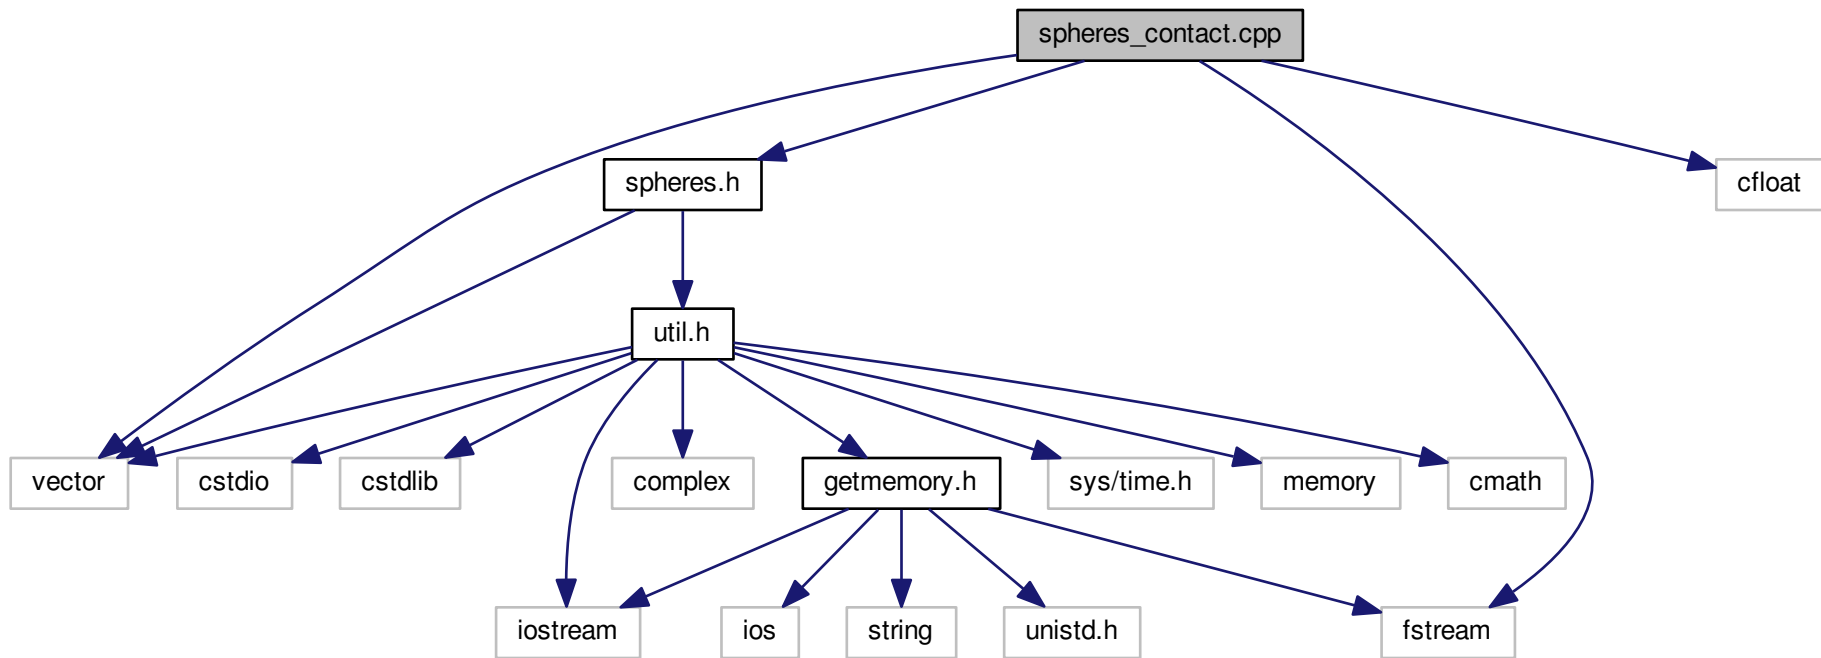 spheres_contact.cpp
spheres.h
cfloat
util.h
vector
cstdio
cstdlib
complex
getmemory.h
sys/time.h
memory
cmath
iostream
ios
string
unistd.h
fstream